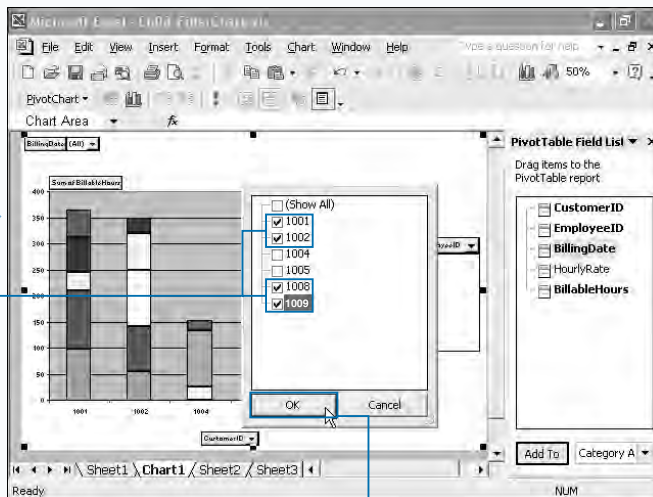 Microsoft Excel - Ch04 FilterChart.xls
File Edit View Insert Format Tools Chart Window Help
Type a question for help
50%
PivotChart
Chart Area fx
BillingDate (All)
Sum of BillableHours
400
350
300
250
200
150
100
50
0
1001 1002 1004
CustomerID
(Show All)
1001
1002
1004
1005
1008
1009
OK Cancel
PivotTable Field List
Drag items to the
PivotTable report
CustomerID
EmployeeID
BillingDate
HourlyRate
BillableHours
Add To Category A
Sheet1 Chart1 Sheet2 Sheet3
Ready NUM